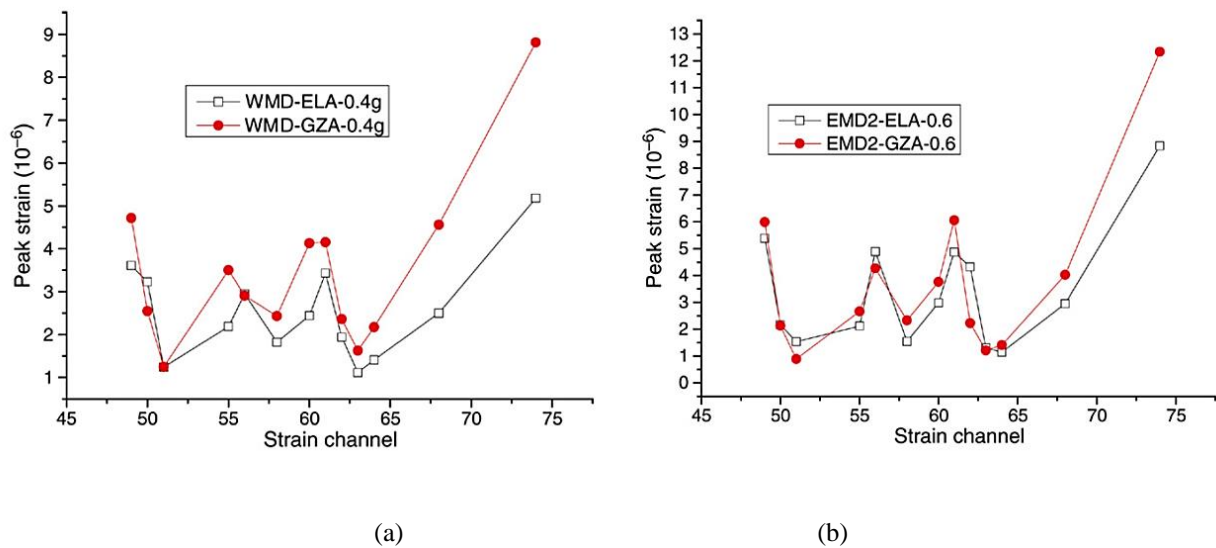 9
8
7
6
5
4
3
2
1
Peak strain (10⁻⁶)
WMD-ELA-0.4g
WMD-GZA-0.4g
45 50 55 60 65 70 75
Strain channel
(a)
13
12
11
10
9
8
7
6
5
4
3
2
1
0
Peak strain (10⁻⁶)
EMD2-ELA-0.6
EMD2-GZA-0.6
45 50 55 60 65 70 75
Strain channel
(b)